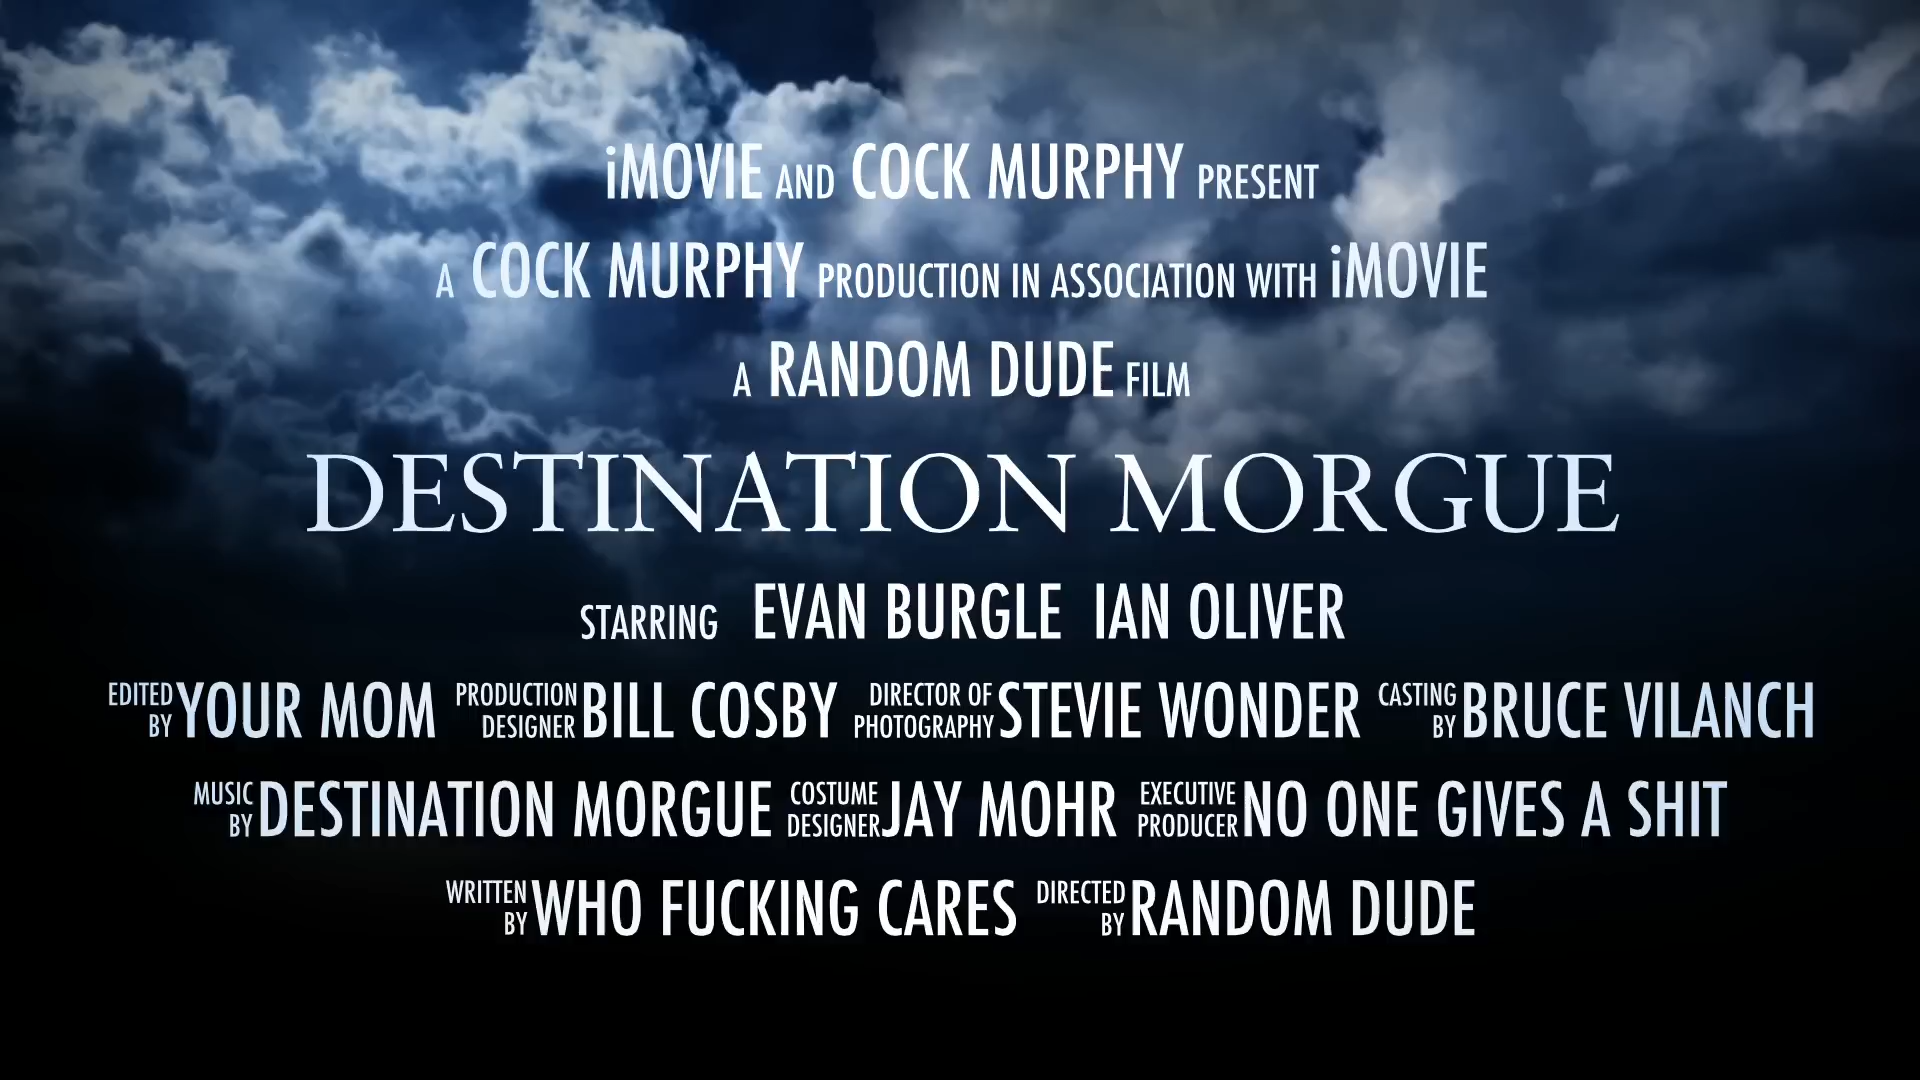 iMOVIE AND COCK MURPHY PRESENT
A COCK MURPHY PRODUCTION IN ASSOCIATION WITH iMOVIE
A RANDOM DUDE FILM
DESTINATION MORGUE
STARRING EVAN BURGLE IAN OLIVER
EDITED BY YOUR MOM PRODUCTION DESIGNER BILL COSBY DIRECTOR OF PHOTOGRAPHY STEVIE WONDER CASTING BY BRUCE VILANCH
MUSIC BY DESTINATION MORGUE COSTUME DESIGNER JAY MOHR EXECUTIVE PRODUCER NO ONE GIVES A SHIT
WRITTEN BY WHO FUCKING CARES DIRECTED BY RANDOM DUDE